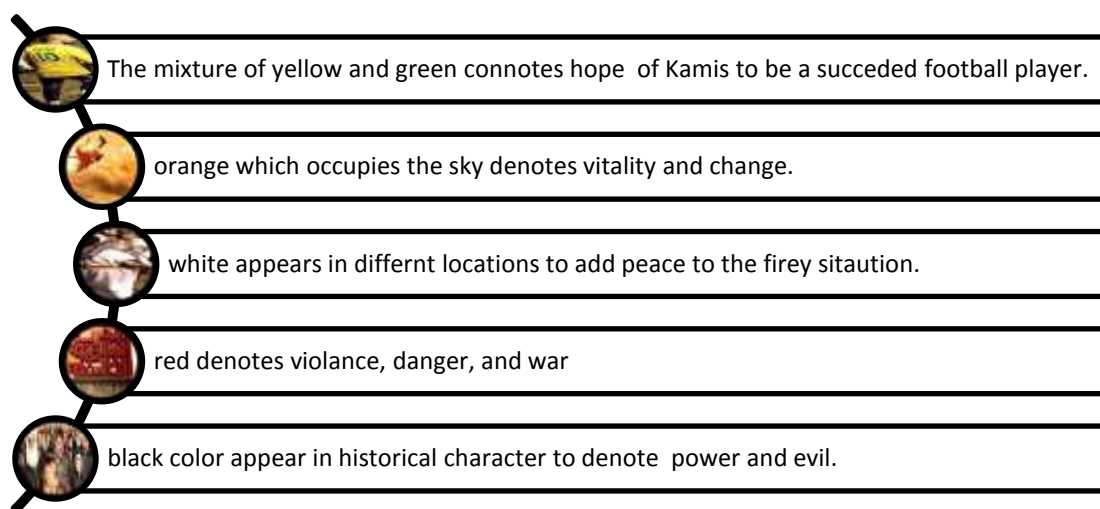 The mixture of yellow and green connotes hope of Kamis to be a succeded football player.
orange which occupies the sky denotes vitality and change.
white appears in differnt locations to add peace to the firey sitaution.
red denotes violance, danger, and war
black color appear in historical character to denote power and evil.